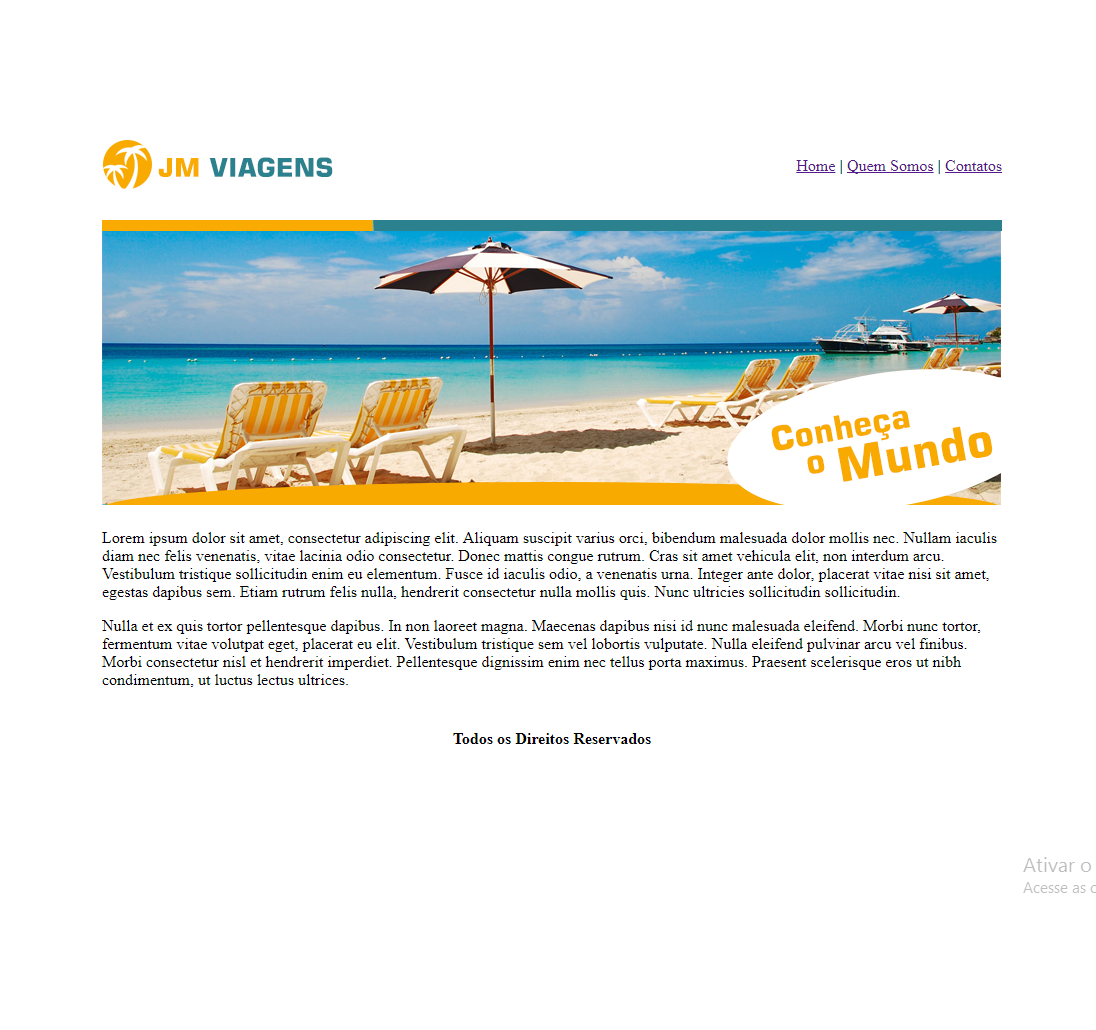 JM VIAGENS
Home | Quem Somos | Contatos
Conheça
o Mundo
Lorem ipsum dolor sit amet, consectetur adipiscing elit. Aliquam suscipit varius orci, bibendum malesuada dolor mollis nec. Nullam iaculis
diam nec felis venenatis, vitae lacinia odio consectetur. Donec mattis congue rutrum. Cras sit amet vehicula elit, non interdum arcu.
Vestibulum tristique sollicitudin enim eu elementum. Fusce id iaculis odio, a venenatis urna. Integer ante dolor, placerat vitae nisi sit amet,
egestas dapibus sem. Etiam rutrum felis nulla, hendrerit consectetur nulla mollis quis. Nunc ultricies sollicitudin sollicitudin.
Nulla et ex quis tortor pellentesque dapibus. In non laoreet magna. Maecenas dapibus nisi id nunc malesuada eleifend. Morbi nunc tortor,
fermentum vitae volutpat eget, placerat eu elit. Vestibulum tristique sem vel lobortis vulputate. Nulla eleifend pulvinar arcu vel finibus.
Morbi consectetur nisl et hendrerit imperdiet. Pellentesque dignissim enim nec tellus porta maximus. Praesent scelerisque eros ut nibh
condimentum, ut luctus lectus ultrices.
Todos os Direitos Reservados
Ativar o
Acesse as c